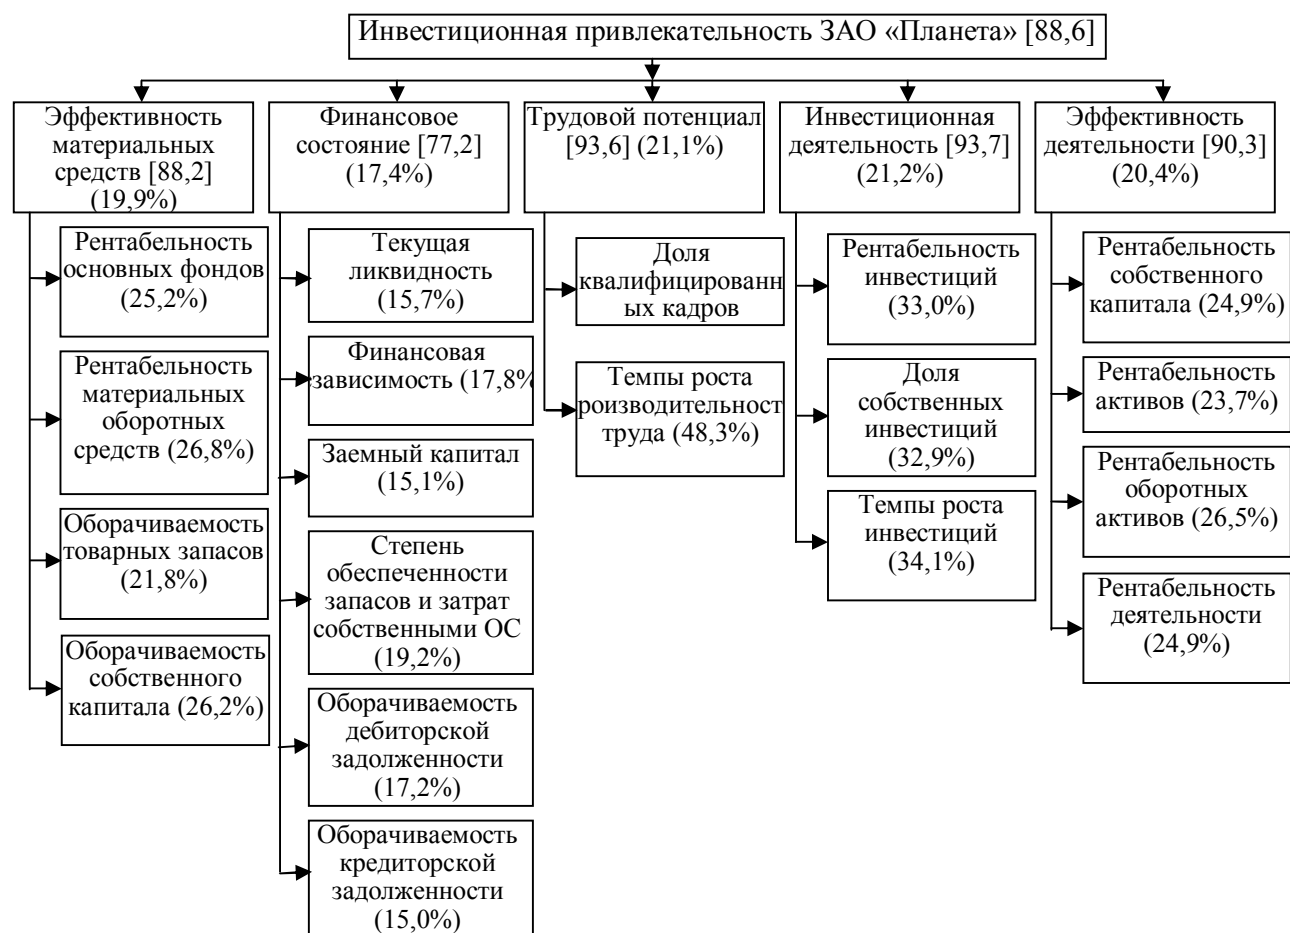 Инвестиционная привлекательность ЗАО «Планета» [88,6]
Эффективность
материальных
средств [88,2]
(19,9%)
Рентабельность
основных фондов
(25,2%)
Рентабельность
материальных
оборотных
средств (26,8%)
Оборачиваемость
товарных запасов
(21,8%)
Оборачиваемость
собственного
капитала (26,2%)
Финансовое
состояние [77,2]
(17,4%)
Текущая
ликвидность
(15,7%)
Финансовая
зависимость (17,8%
Заемный капитал
(15,1%)
Степень
обеспеченности
запасов и затрат
собственными ОС
(19,2%)
Оборачиваемость
дебиторской
задолженности
(17,2%)
Оборачиваемость
кредиторской
задолженности
(15,0%)
Трудовой потенциал
[93,6] (21,1%)
Доля
квалифицированн
ых кадров
Темпы роста
роизводительност
труда (48,3%)
Инвестиционная
деятельность [93,7]
(21,2%)
Рентабельность
инвестиций
(33,0%)
Доля
собственных
инвестиций
(32,9%)
Темпы роста
инвестиций
(34,1%)
Эффективность
деятельности [90,3]
(20,4%)
Рентабельность
собственного
капитала (24,9%)
Рентабельность
активов (23,7%)
Рентабельность
оборотных
активов (26,5%)
Рентабельность
деятельности
(24,9%)